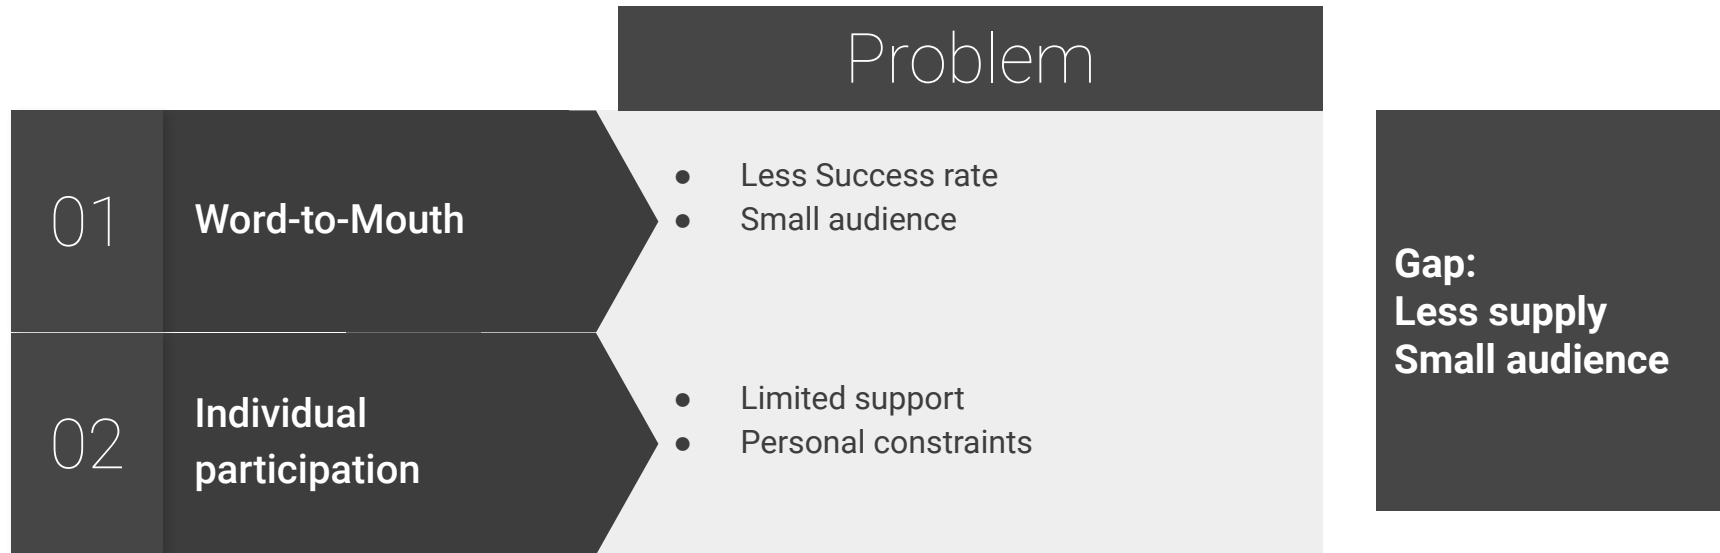 Problem
01
Word-to-Mouth
● Less Success rate
● Small audience
02
Individual
participation
● Limited support
● Personal constraints
Gap:
Less supply
Small audience